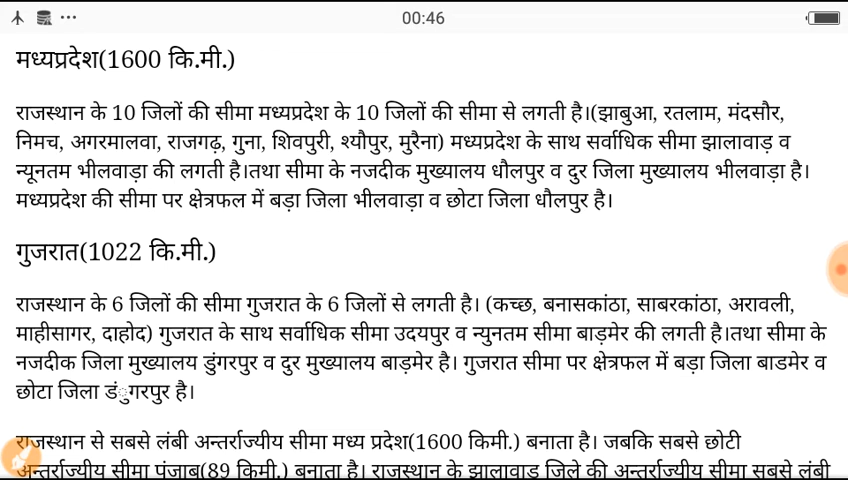 00:46
मध्यप्रदेश(1600 कि.मी.)
राजस्थान के 10 जिलों की सीमा मध्यप्रदेश के 10 जिलों की सीमा से लगती है।(झाबुआ, रतलाम, मंदसौर,
निमच, अगरमालवा, राजगढ़, गुना, शिवपुरी, श्यौपुर, मुरैना) मध्यप्रदेश के साथ सर्वाधिक सीमा झालावाड़ व
न्यूनतम भीलवाड़ा की लगती है।तथा सीमा के नजदीक मुख्यालय धौलपुर व दुर जिला मुख्यालय भीलवाड़ा है।
मध्यप्रदेश की सीमा पर क्षेत्रफल में बड़ा जिला भीलवाड़ा व छोटा जिला धौलपुर है।
गुजरात(1022 कि.मी.)
राजस्थान के 6 जिलों की सीमा गुजरात के 6 जिलों से लगती है। (कच्छ, बनासकांठा, साबरकांठा, अरावली,
माहीसागर, दाहोद) गुजरात के साथ सर्वाधिक सीमा उदयपुर व न्युनतम सीमा बाड़मेर की लगती है।तथा सीमा के
नजदीक जिला मुख्यालय डुंगरपुर व दुर मुख्यालय बाड़मेर है। गुजरात सीमा पर क्षेत्रफल में बड़ा जिला बाडमेर व
छोटा जिला डंुगरपुर है।
राजस्थान से सबसे लंबी अन्तर्राज्यीय सीमा मध्य प्रदेश(1600 किमी.) बनाता है। जबकि सबसे छोटी
अन्तर्राज्यीय सीमा पंजाब(89 किमी.) बनाता है। राजस्थान के झालावाड़ जिले की अन्तर्राज्यीय सीमा सबसे लंबी